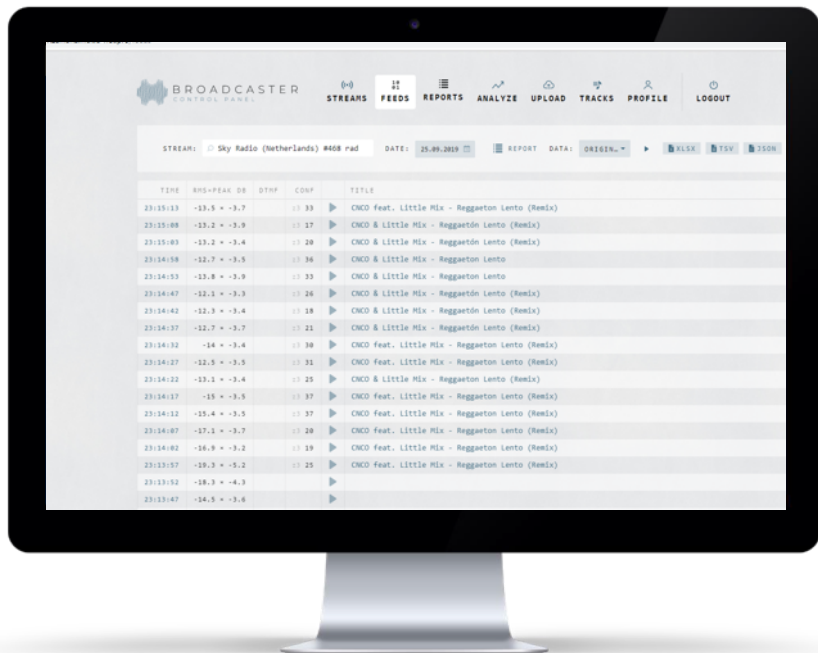 BROADCASTER
CONTROL PANEL
STREAMS FEEDS REPORTS ANALYZE UPLOAD TRACKS PROFILE LOGOUT
STREAM: Sky Radio (Netherlands) #468 rad DATE: 25.09.2019 REPORT DATA: ORIGIN… XLSX TSV JSON
TIME RMS+PEAK DB DTMF CONF TITLE
23:15:13 -13.5 ÷ -3.7 33 CNCO feat. Little Mix - Reggaeton Lento (Remix)
23:15:08 -13.2 ÷ -3.9 17 CNCO & Little Mix - Reggaetón Lento (Remix)
23:15:03 -13.2 ÷ -3.4 20 CNCO & Little Mix - Reggaetón Lento (Remix)
23:14:58 -12.7 ÷ -3.5 36 CNCO & Little Mix - Reggaeton Lento
23:14:53 -13.8 ÷ -3.9 33 CNCO & Little Mix - Reggaeton Lento
23:14:47 -12.1 ÷ -3.3 26 CNCO & Little Mix - Reggaetón Lento (Remix)
23:14:42 -12.3 ÷ -3.4 18 CNCO & Little Mix - Reggaetón Lento (Remix)
23:14:37 -12.7 ÷ -3.7 21 CNCO & Little Mix - Reggaetón Lento (Remix)
23:14:32 -14 ÷ -3.4 30 CNCO feat. Little Mix - Reggaeton Lento (Remix)
23:14:27 -12.5 ÷ -3.5 31 CNCO feat. Little Mix - Reggaeton Lento (Remix)
23:14:22 -13.1 ÷ -3.4 25 CNCO & Little Mix - Reggaeton Lento (Remix)
23:14:17 -15 ÷ -3.5 37 CNCO feat. Little Mix - Reggaeton Lento (Remix)
23:14:12 -15.4 ÷ -3.5 37 CNCO feat. Little Mix - Reggaeton Lento (Remix)
23:14:07 -17.1 ÷ -3.7 20 CNCO feat. Little Mix - Reggaeton Lento (Remix)
23:14:02 -16.9 ÷ -3.2 19 CNCO feat. Little Mix - Reggaeton Lento (Remix)
23:13:57 -19.3 ÷ -5.2 25 CNCO feat. Little Mix - Reggaeton Lento (Remix)
23:13:52 -18.3 ÷ -4.3
23:13:47 -14.5 ÷ -3.6